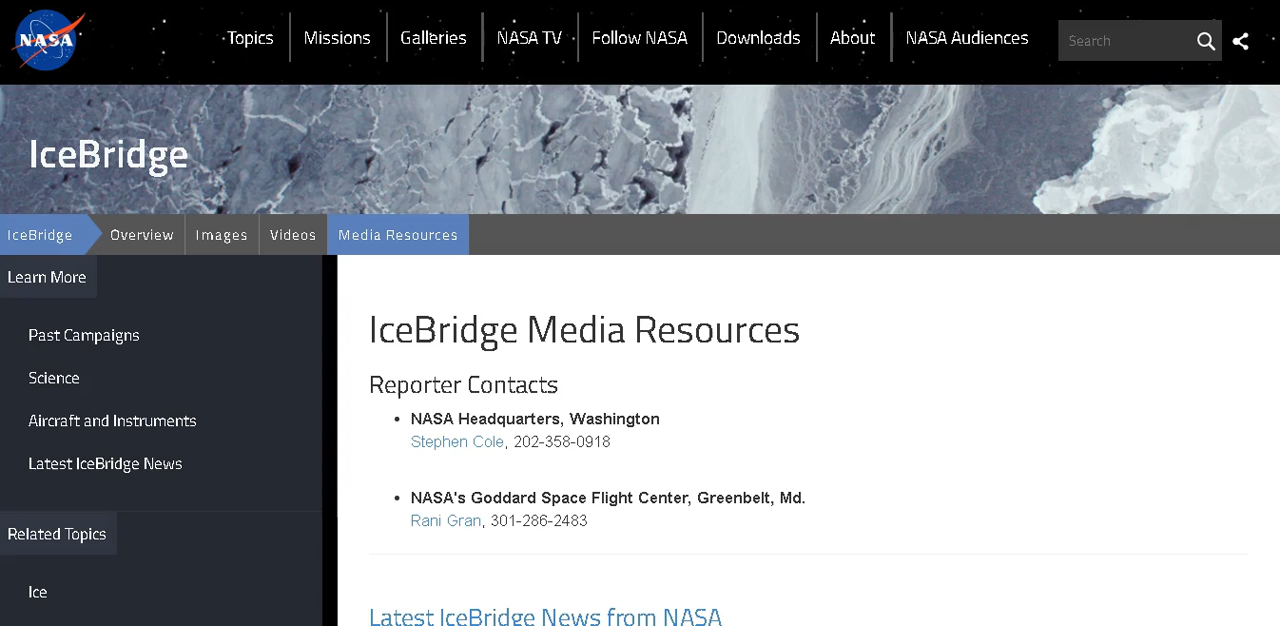 NASA
Topics
Missions
Galleries
NASA TV
Follow NASA
Downloads
About
NASA Audiences
Search
IceBridge
IceBridge
Overview
Images
Videos
Media Resources
Learn More
Past Campaigns
Science
Aircraft and Instruments
Latest IceBridge News
Related Topics
Ice
IceBridge Media Resources
Reporter Contacts
• NASA Headquarters, Washington
Stephen Cole, 202-358-0918
• NASA's Goddard Space Flight Center, Greenbelt, Md.
Rani Gran, 301-286-2483
Latest IceBridge News from NASA